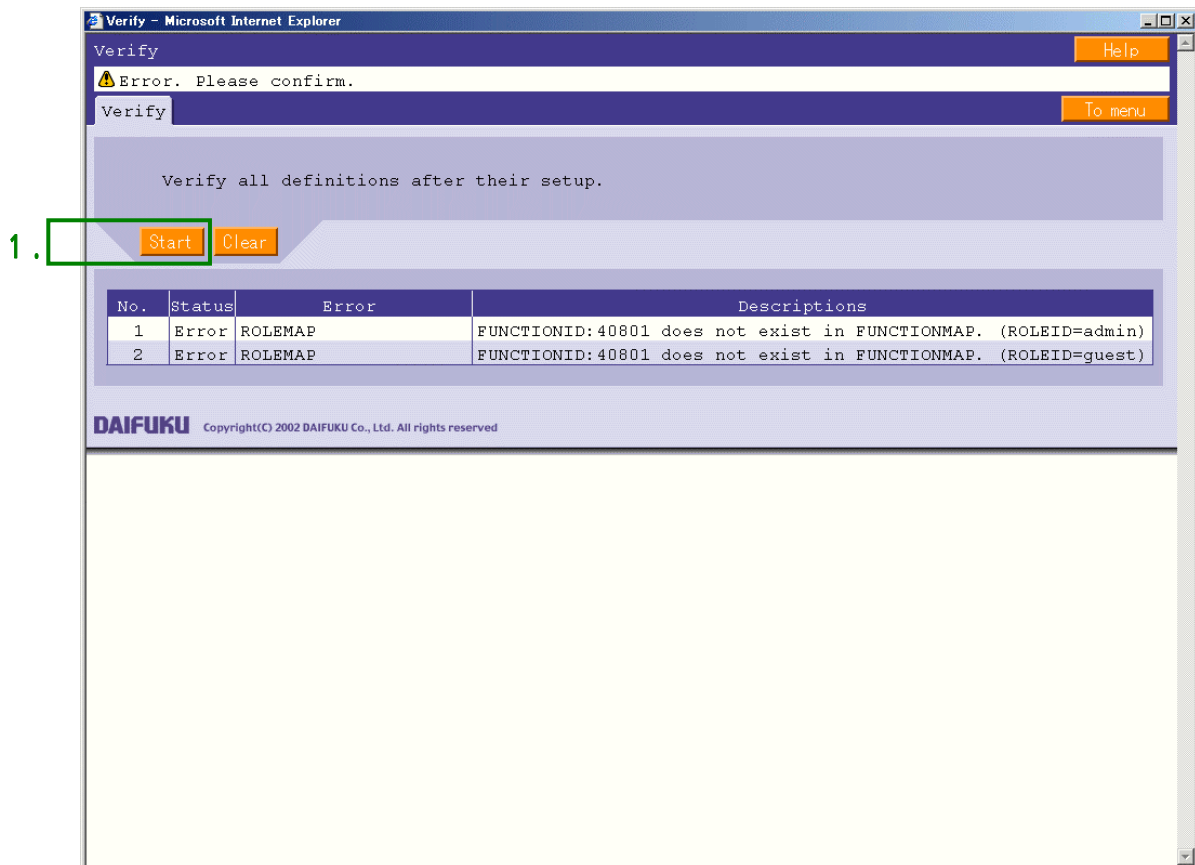 Verify - Microsoft Internet Explorer
Verify Help
Error. Please confirm.
Verify To menu
Verify all definitions after their setup.
1. Start Clear
No. Status Error Descriptions
1 Error ROLEMAP FUNCTIONID:40801 does not exist in FUNCTIONMAP. (ROLEID=admin)
2 Error ROLEMAP FUNCTIONID:40801 does not exist in FUNCTIONMAP. (ROLEID=guest)
DAIFUKU Copyright(C) 2002 DAIFUKU Co., Ltd. All rights reserved